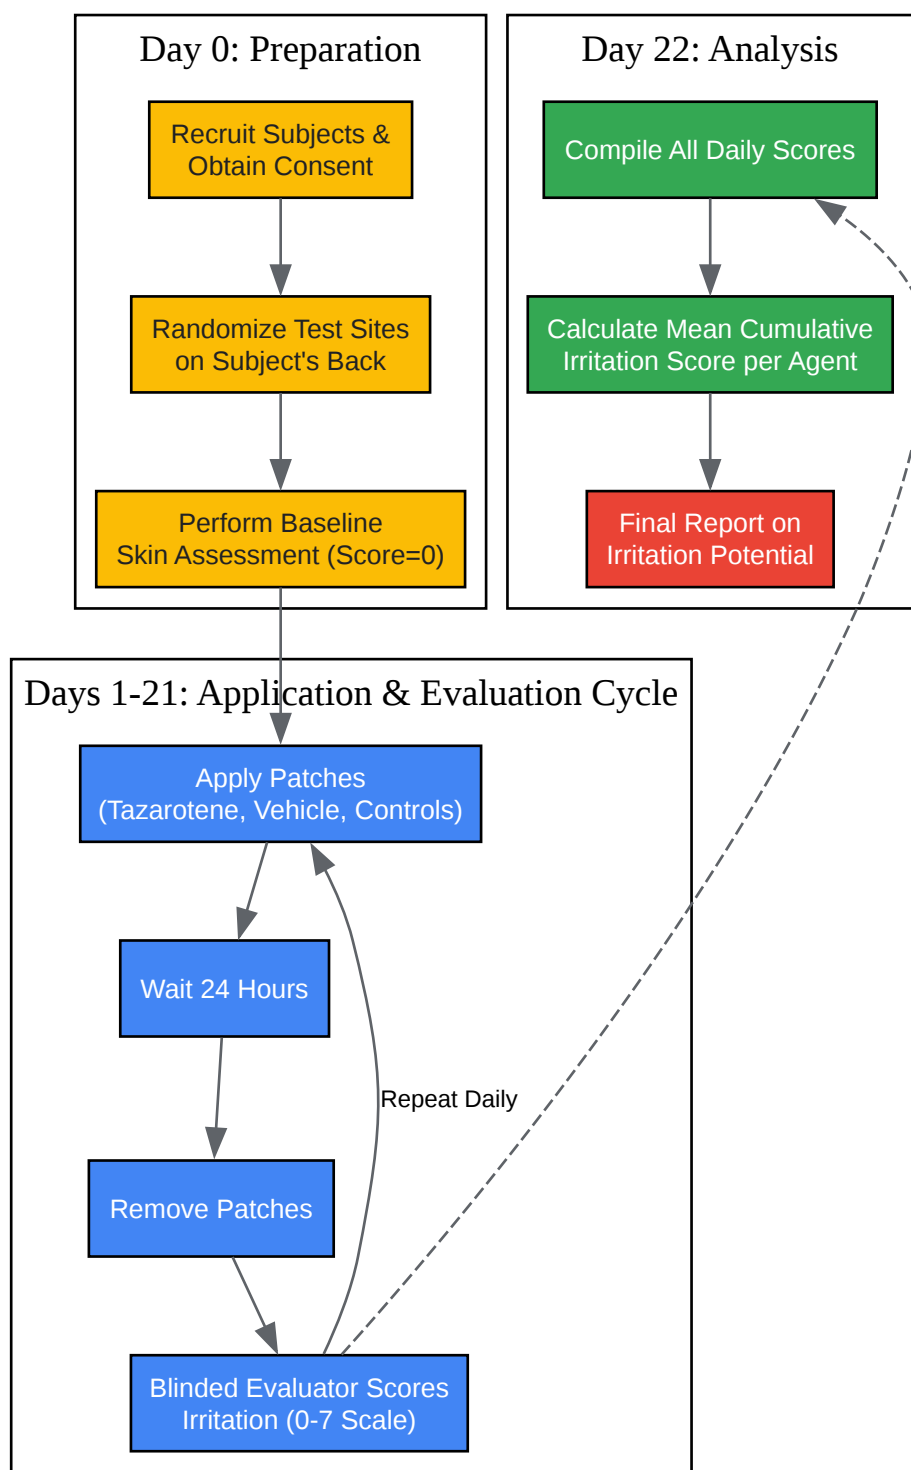 Day 0: Preparation
Recruit Subjects &
Obtain Consent
Randomize Test Sites
on Subject's Back
Perform Baseline
Skin Assessment (Score=0)
Day 22: Analysis
Compile All Daily Scores
Calculate Mean Cumulative
Irritation Score per Agent
Final Report on
Irritation Potential
Days 1-21: Application & Evaluation Cycle
Apply Patches
(Tazarotene, Vehicle, Controls)
Wait 24 Hours
Repeat Daily
Remove Patches
Blinded Evaluator Scores
Irritation (0-7 Scale)